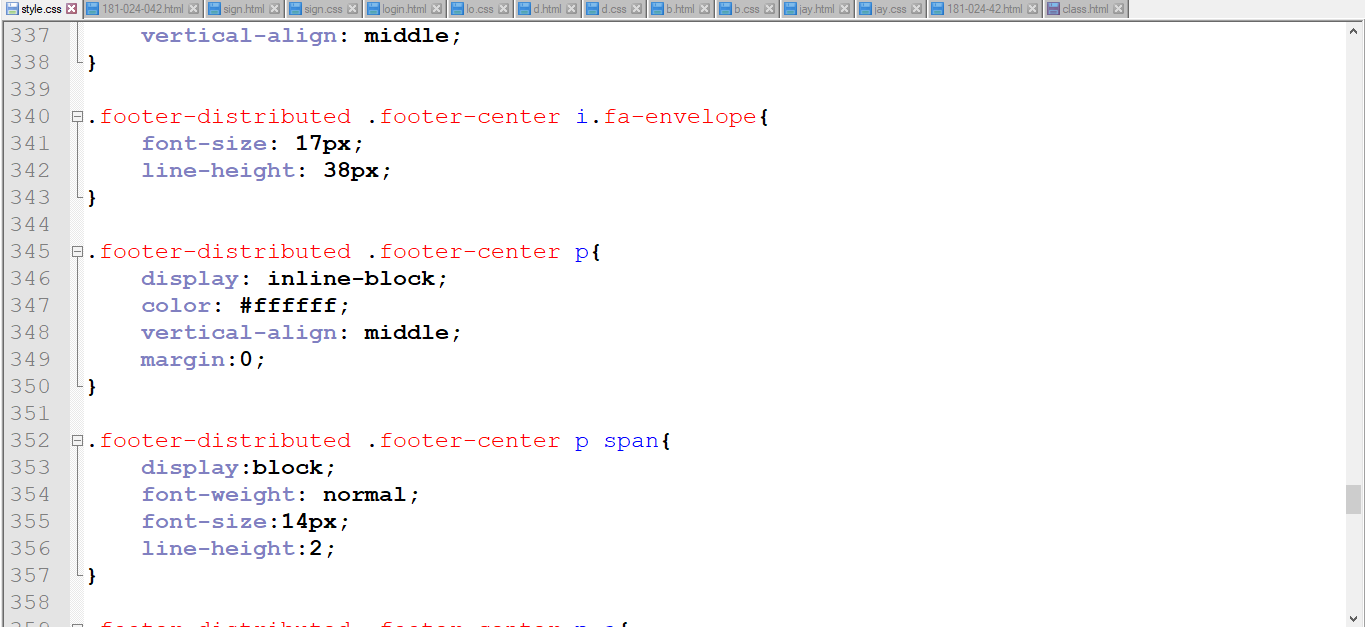 style.css 181-024-042.html sign.html sign.css login.html lo.css d.html d.css b.html b.css jay.html jay.css 181-024-42.html class.html
337 vertical-align: middle;
338 }
339
340 .footer-distributed .footer-center i.fa-envelope{
341 font-size: 17px;
342 line-height: 38px;
343 }
344
345 .footer-distributed .footer-center p{
346 display: inline-block;
347 color: #ffffff;
348 vertical-align: middle;
349 margin:0;
350 }
351
352 .footer-distributed .footer-center p span{
353 display:block;
354 font-weight: normal;
355 font-size:14px;
356 line-height:2;
357 }
358